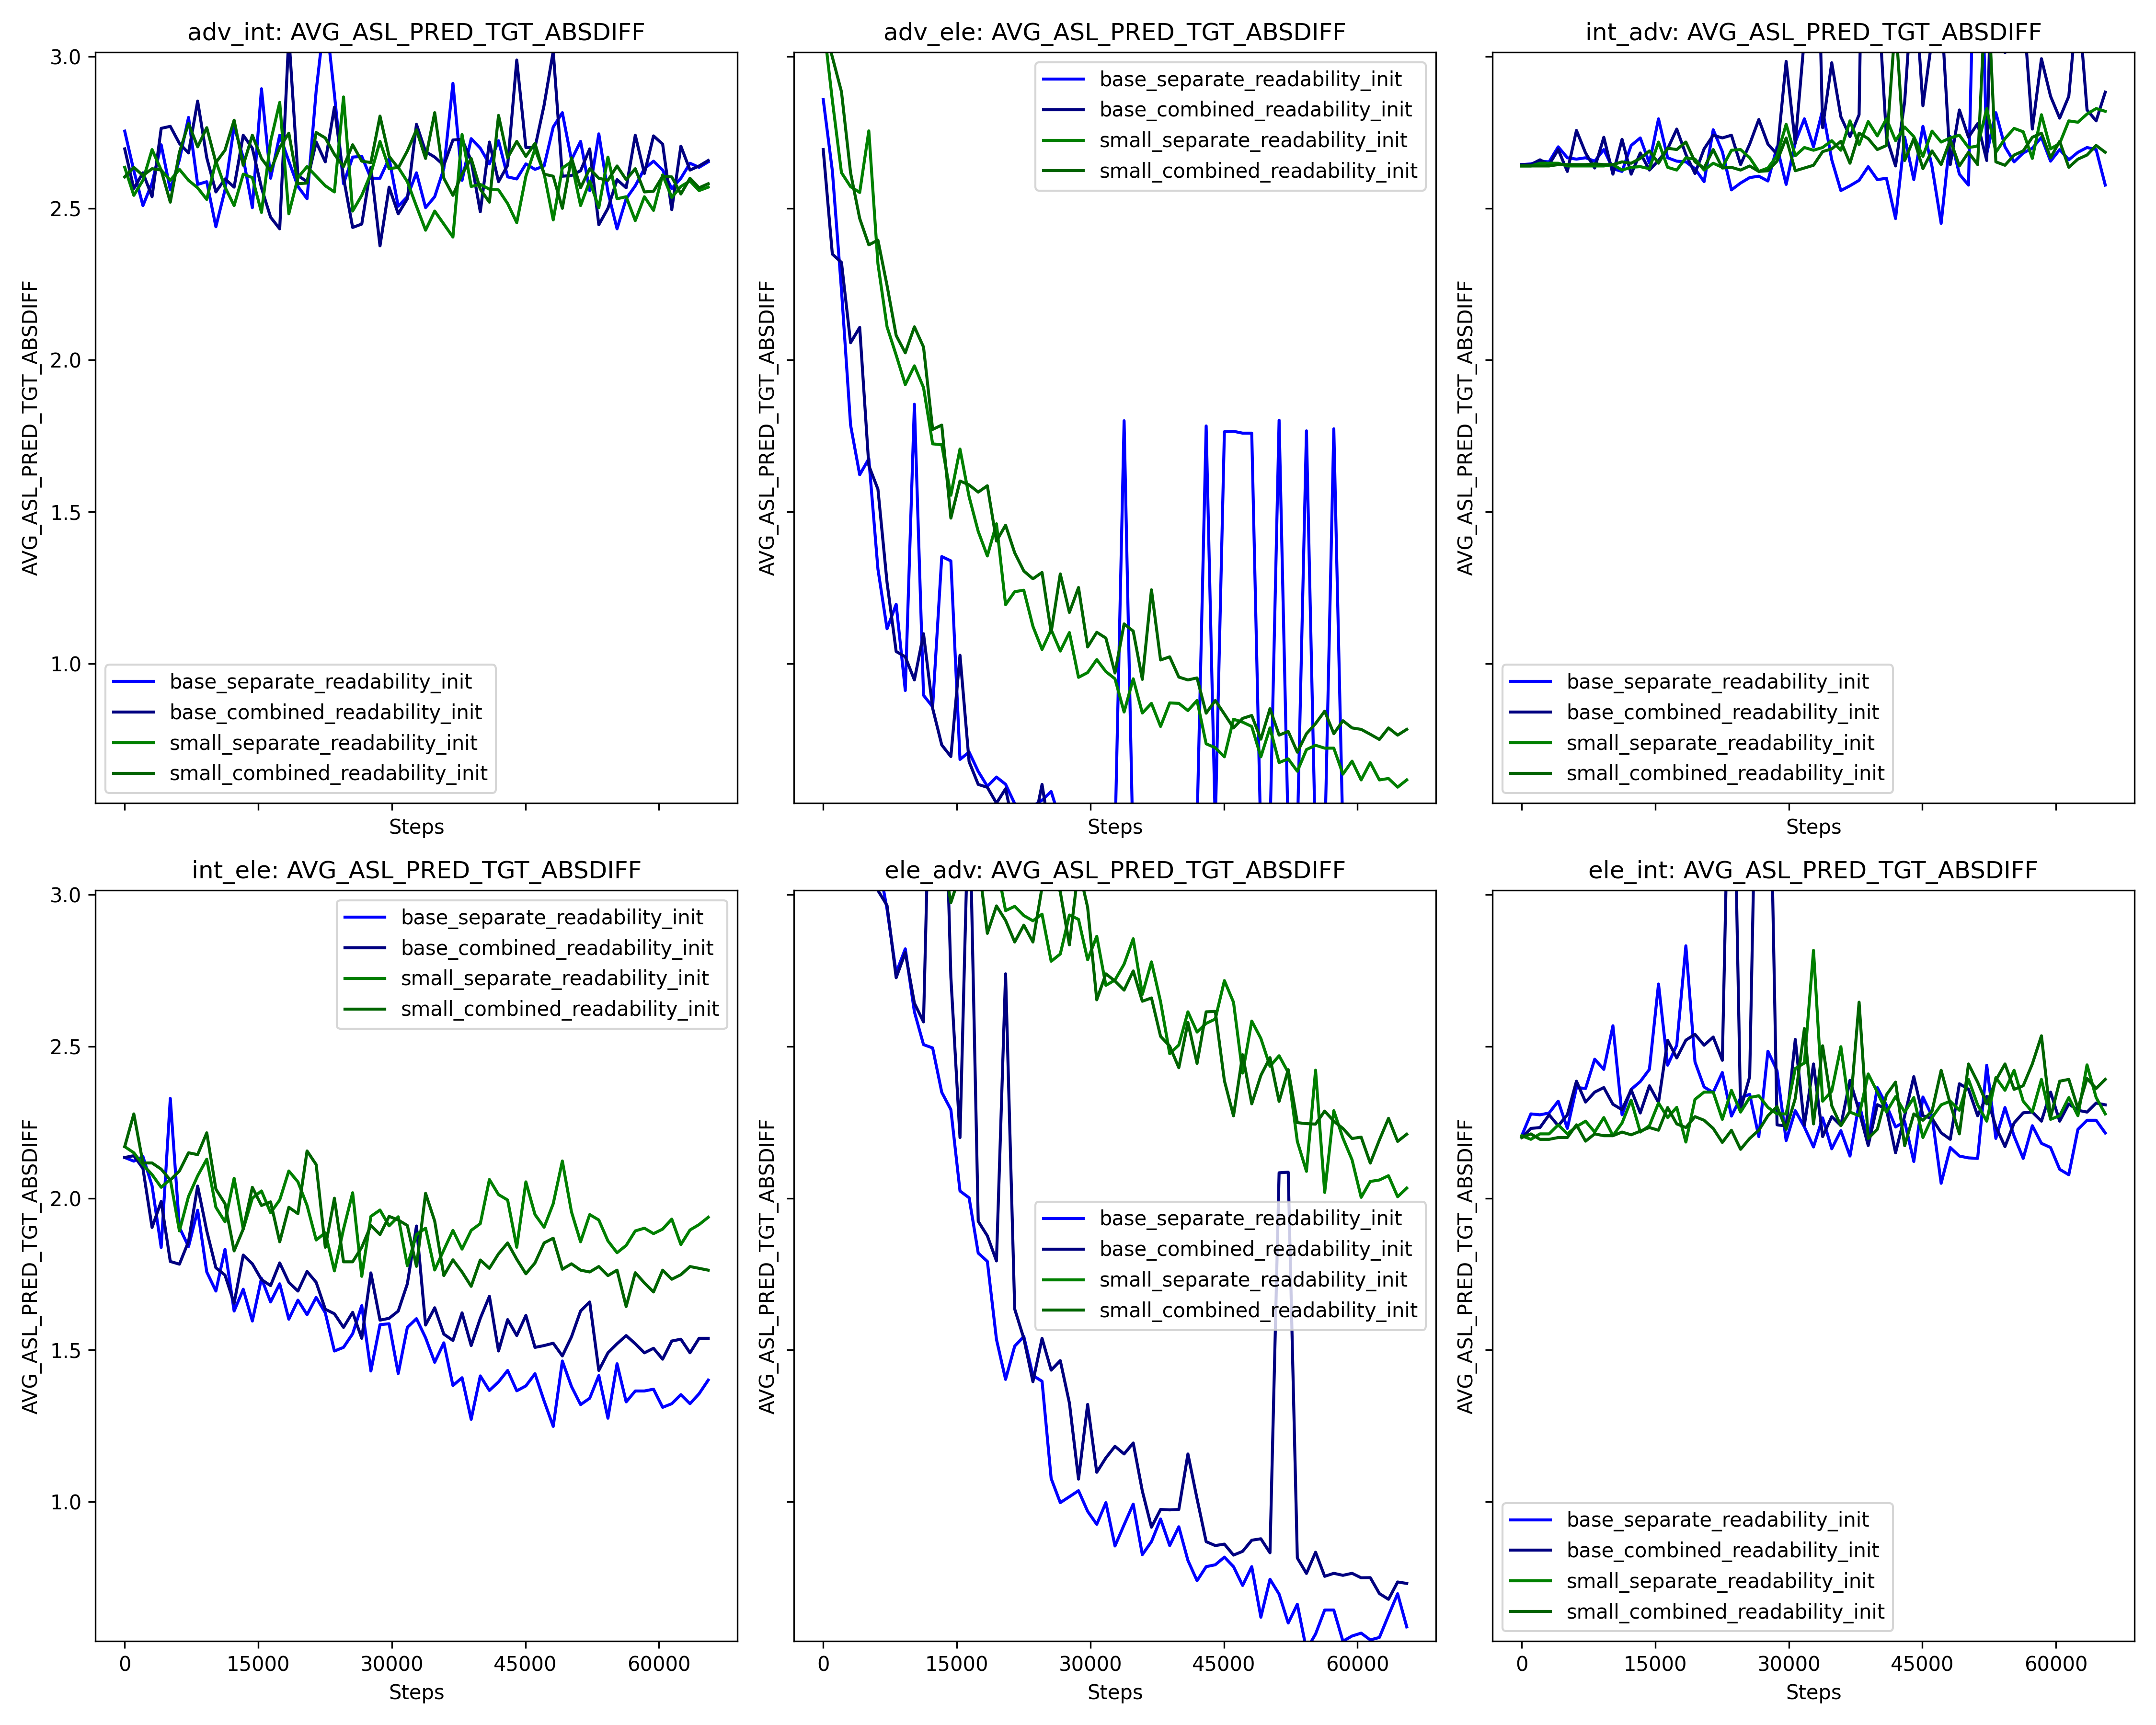 adv_int: AVG_ASL_PRED_TGT_ABSDIFF
AVG_ASL_PRED_TGT_ABSDIFF
3.0
2.5
2.0
1.5
1.0
base_separate_readability_init
base_combined_readability_init
small_separate_readability_init
small_combined_readability_init
Steps
adv_ele: AVG_ASL_PRED_TGT_ABSDIFF
AVG_ASL_PRED_TGT_ABSDIFF
base_separate_readability_init
base_combined_readability_init
small_separate_readability_init
small_combined_readability_init
Steps
int_adv: AVG_ASL_PRED_TGT_ABSDIFF
AVG_ASL_PRED_TGT_ABSDIFF
base_separate_readability_init
base_combined_readability_init
small_separate_readability_init
small_combined_readability_init
Steps
int_ele: AVG_ASL_PRED_TGT_ABSDIFF
AVG_ASL_PRED_TGT_ABSDIFF
3.0
2.5
2.0
1.5
1.0
base_separate_readability_init
base_combined_readability_init
small_separate_readability_init
small_combined_readability_init
0 15000 30000 45000 60000
Steps
ele_adv: AVG_ASL_PRED_TGT_ABSDIFF
AVG_ASL_PRED_TGT_ABSDIFF
base_separate_readability_init
base_combined_readability_init
small_separate_readability_init
small_combined_readability_init
0 15000 30000 45000 60000
Steps
ele_int: AVG_ASL_PRED_TGT_ABSDIFF
AVG_ASL_PRED_TGT_ABSDIFF
base_separate_readability_init
base_combined_readability_init
small_separate_readability_init
small_combined_readability_init
0 15000 30000 45000 60000
Steps